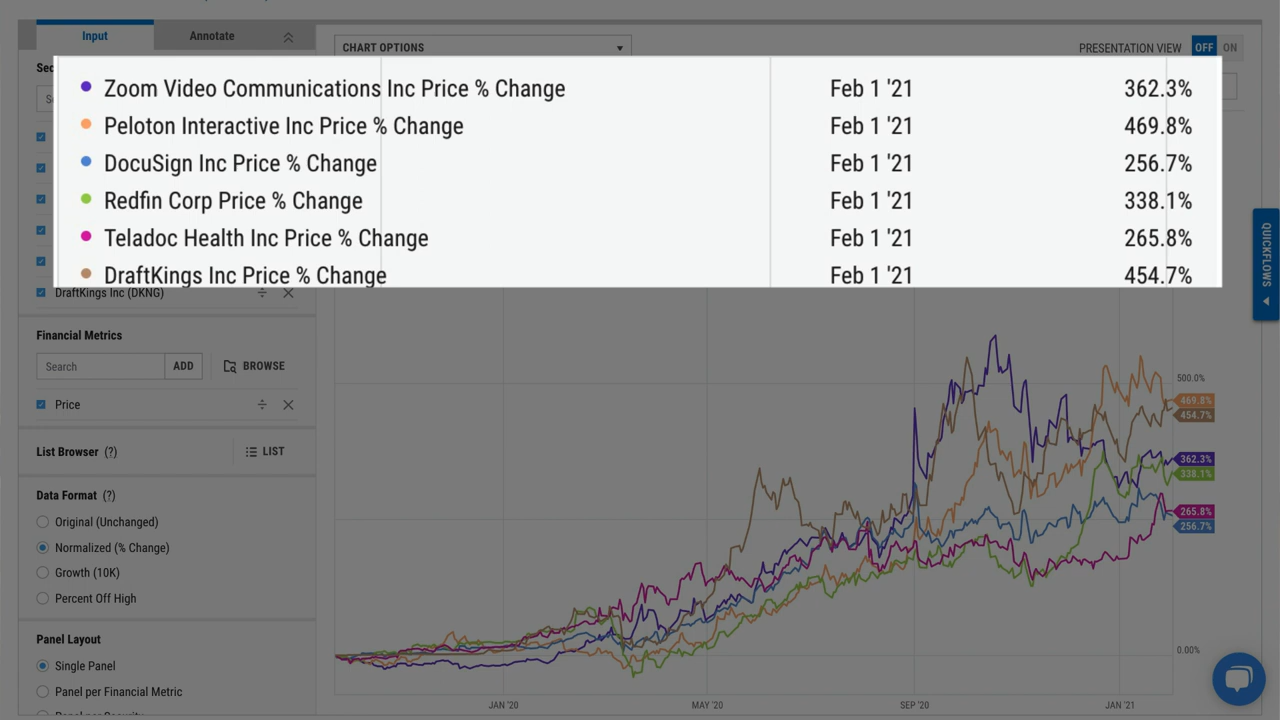 Input
Annotate
CHART OPTIONS
PRESENTATION VIEW OFF ON
Zoom Video Communications Inc Price % Change Feb 1 '21 362.3%
Peloton Interactive Inc Price % Change Feb 1 '21 469.8%
DocuSign Inc Price % Change Feb 1 '21 256.7%
Redfin Corp Price % Change Feb 1 '21 338.1%
Teladoc Health Inc Price % Change Feb 1 '21 265.8%
DraftKings Inc Price % Change Feb 1 '21 454.7%
QUICKFLOWS
DraftKings Inc (DKNG)
Financial Metrics
Search ADD BROWSE
Price
List Browser (?) LIST
Data Format (?)
Original (Unchanged)
Normalized (% Change)
Growth (10K)
Percent Off High
Panel Layout
Single Panel
Panel per Financial Metric
500.0%
469.8%
454.7%
362.3%
338.1%
265.8%
256.7%
0.00%
JAN '20 MAY '20 SEP '20 JAN '21